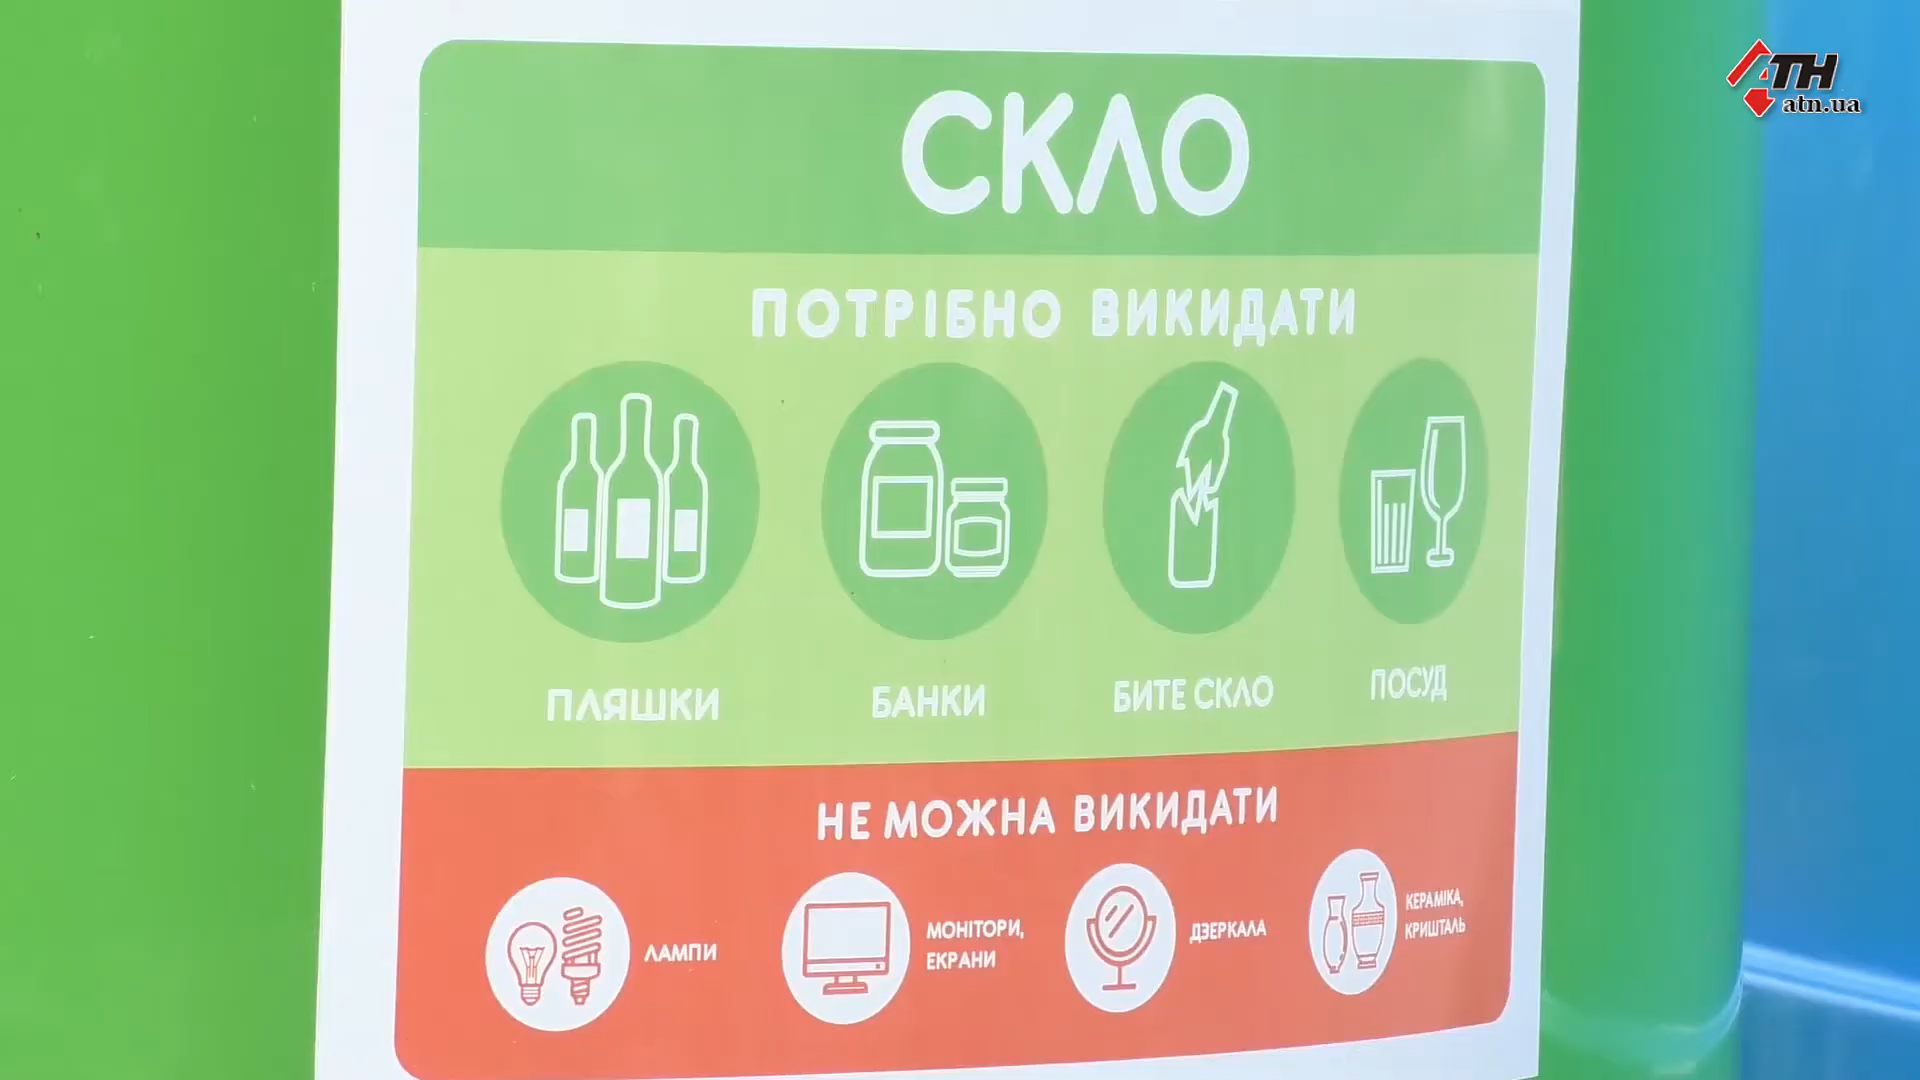 АТН
atn.ua
СКЛО
ПОТРІБНО ВИКИДАТИ
ПЛЯШКИ
БАНКИ
БИТЕ СКЛО
ПОСУД
НЕ МОЖНА ВИКИДАТИ
ЛАМПИ
МОНІТОРИ,
ЕКРАНИ
ДЗЕРКАЛА
КЕРАМІКА,
КРИШТАЛЬ